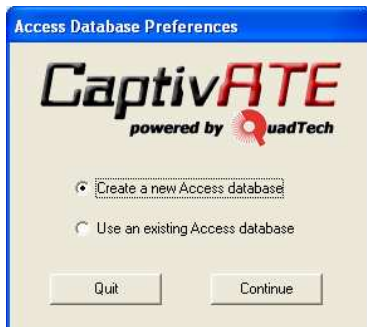 Access Database Preferences
CaptivATE
powered by QuadTech
Create a new Access database
Use an existing Access database
Quit Continue